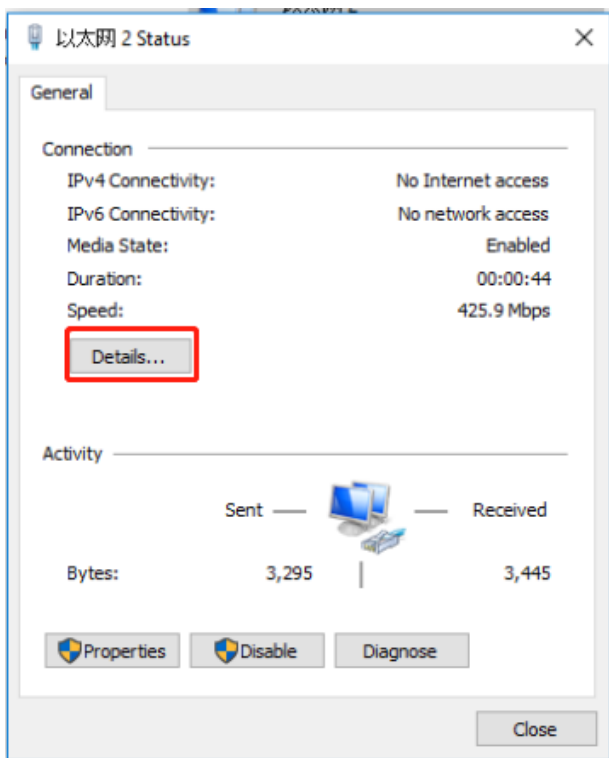 以太网 2 Status
General
Connection
IPv4 Connectivity: No Internet access
IPv6 Connectivity: No network access
Media State: Enabled
Duration: 00:00:44
Speed: 425.9 Mbps
Details...
Activity
Sent Received
Bytes: 3,295 3,445
Properties Disable Diagnose
Close